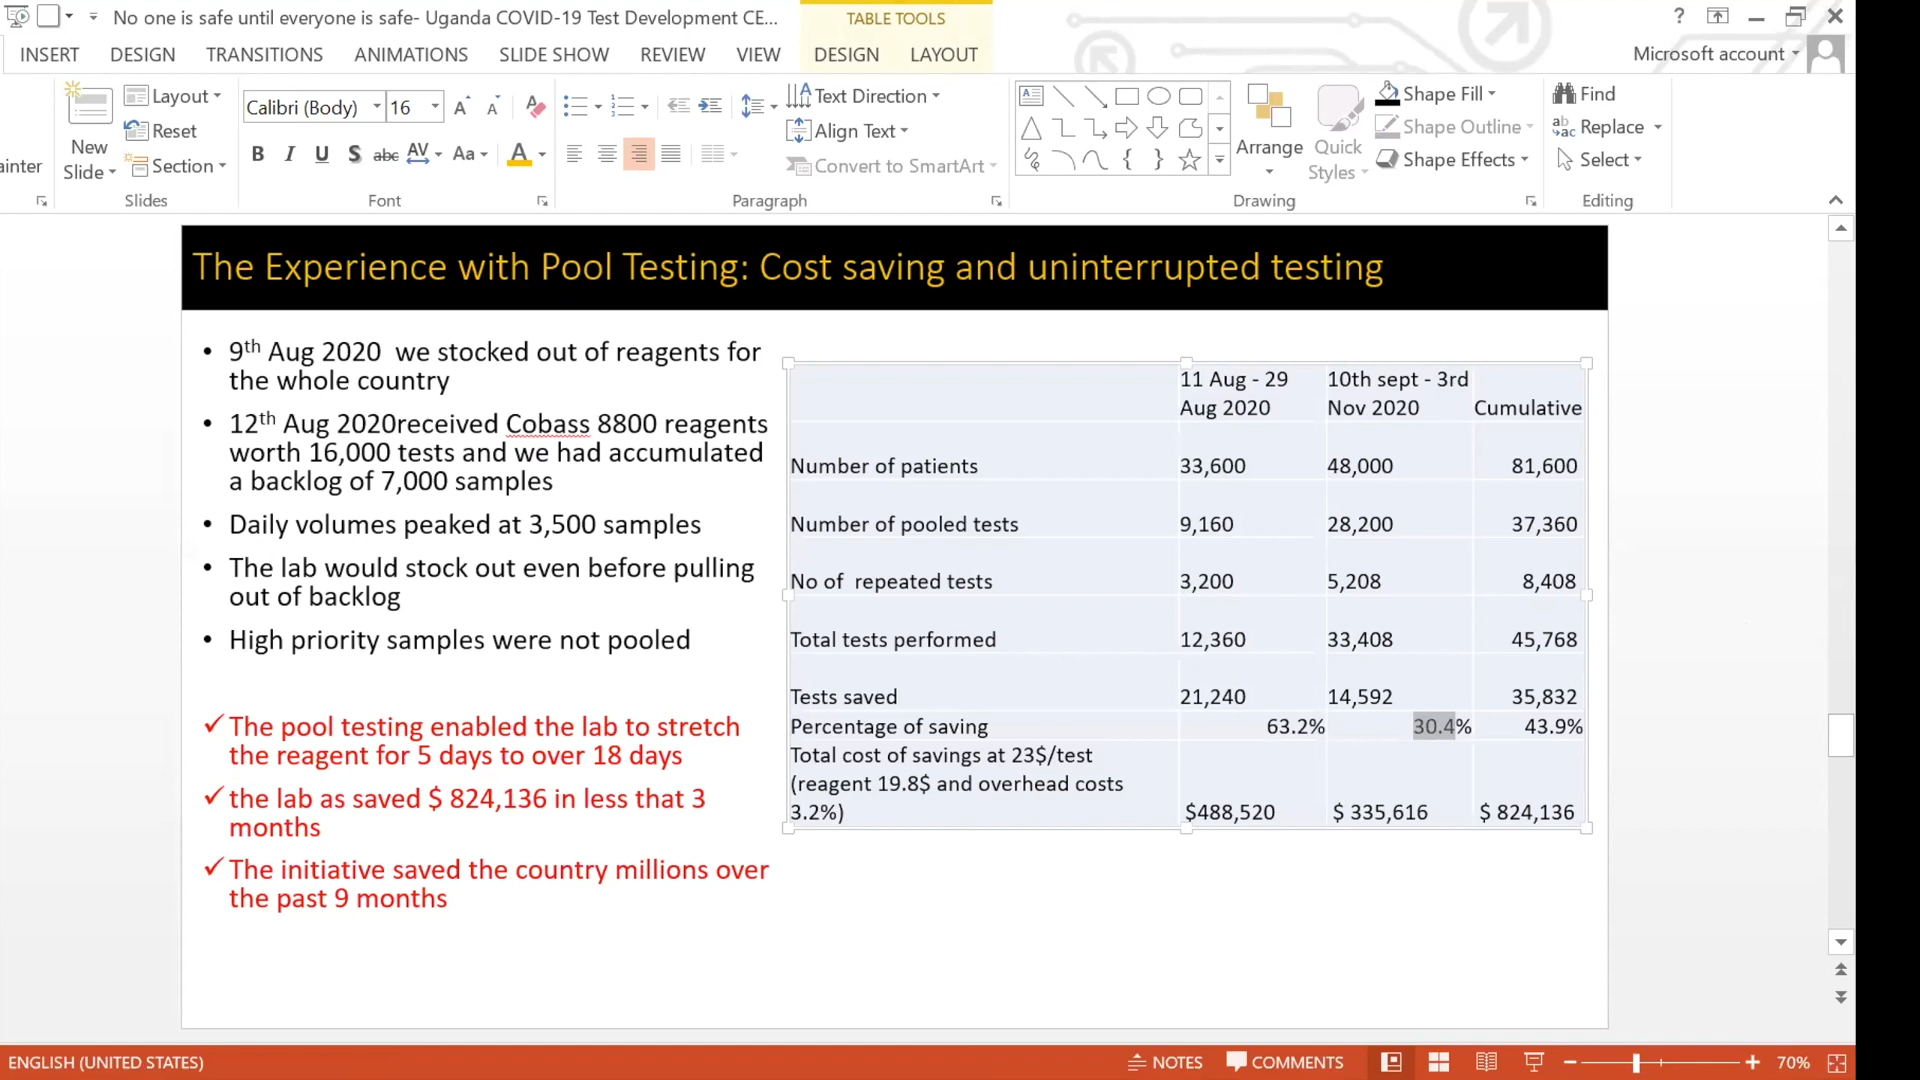 No one is safe until everyone is safe- Uganda COVID-19 Test Development CE...
TABLE TOOLS
?
INSERT DESIGN TRANSITIONS ANIMATIONS SLIDE SHOW REVIEW VIEW DESIGN LAYOUT
Microsoft account
ainter
New
Slide
Layout
Reset
Section
Slides
Calibri (Body) 16
B I U S abc AV Aa A
Font
Text Direction
Align Text
Convert to SmartArt
Paragraph
Arrange
Quick
Styles
Shape Fill
Shape Outline
Shape Effects
Drawing
Find
Replace
Select
Editing
The Experience with Pool Testing: Cost saving and uninterrupted testing
• 9th Aug 2020 we stocked out of reagents for
the whole country
• 12th Aug 2020received Cobass 8800 reagents
worth 16,000 tests and we had accumulated
a backlog of 7,000 samples
• Daily volumes peaked at 3,500 samples
• The lab would stock out even before pulling
out of backlog
• High priority samples were not pooled
✓ The pool testing enabled the lab to stretch
the reagent for 5 days to over 18 days
✓ the lab as saved $ 824,136 in less that 3
months
✓ The initiative saved the country millions over
the past 9 months
11 Aug - 29 10th sept - 3rd
Aug 2020 Nov 2020 Cumulative
Number of patients 33,600 48,000 81,600
Number of pooled tests 9,160 28,200 37,360
No of repeated tests 3,200 5,208 8,408
Total tests performed 12,360 33,408 45,768
Tests saved 21,240 14,592 35,832
Percentage of saving 63.2% 30.4% 43.9%
Total cost of savings at 23$/test
(reagent 19.8$ and overhead costs
3.2%) $488,520 $ 335,616 $ 824,136
ENGLISH (UNITED STATES)
NOTES COMMENTS 70%